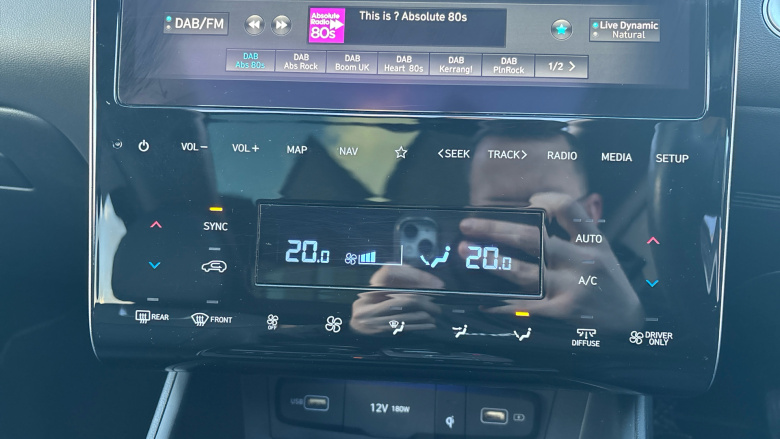 DAB/FM
Absolute Radio 80s
This is ? Absolute 80s
Live Dynamic
Natural
DAB Abs 80s
DAB Abs Rock
DAB Boom UK
DAB Heart 80s
DAB Kerrang!
DAB PlnRock
1/2 >
VOL−
VOL+
MAP
NAV
<SEEK
TRACK>
RADIO
MEDIA
SETUP
SYNC
20.0
20.0
AUTO
A/C
REAR
FRONT
OFF
DIFFUSE
DRIVER ONLY
USB
12V 180W